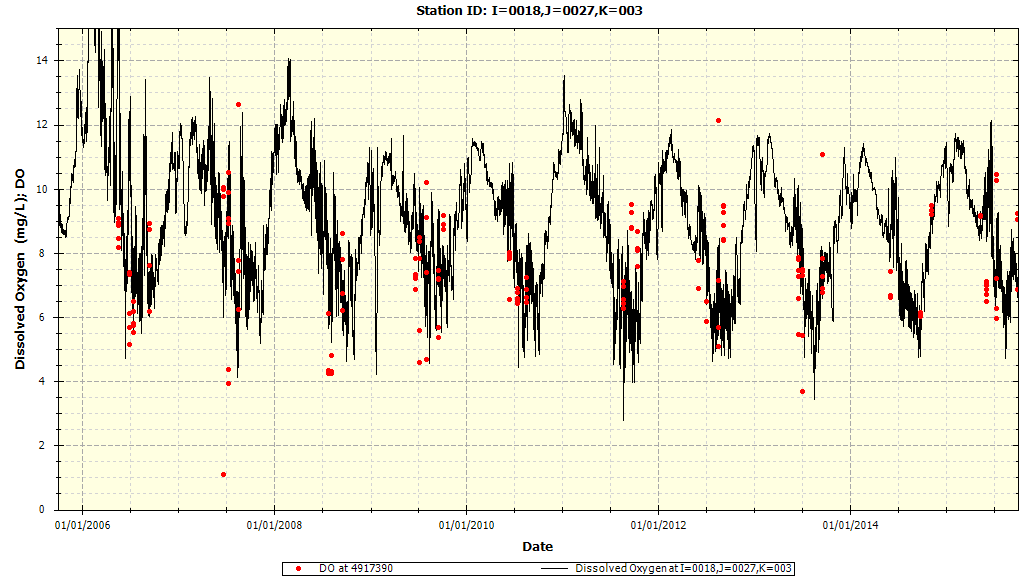 Station ID: I=0018,J=0027,K=003
Dissolved Oxygen (mg/L); DO
14
12
10
8
6
4
2
0
01/01/2006 01/01/2008 01/01/2010 01/01/2012 01/01/2014
Date
DO at 4917390 Dissolved Oxygen at I=0018,J=0027,K=003